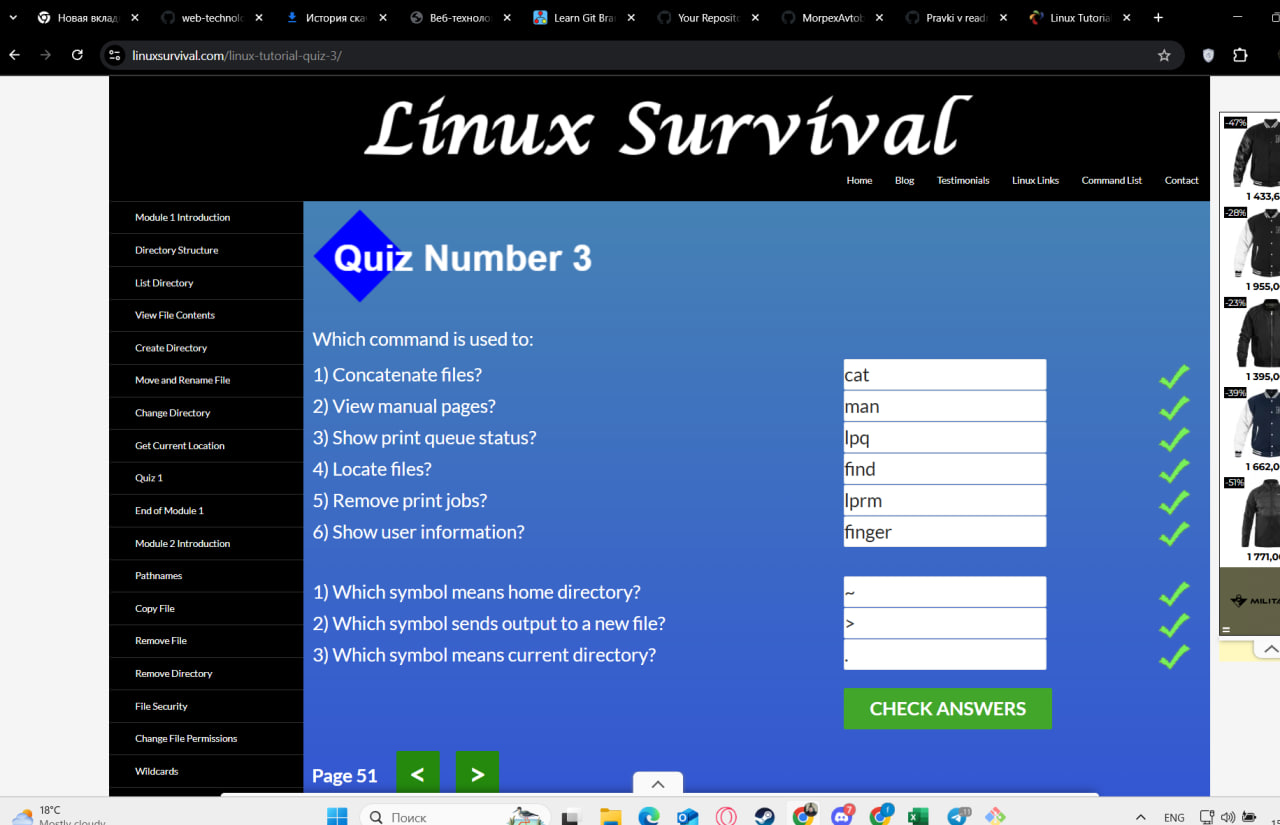 Новая вклад
web-technol
История ска
Веб-техноло
Learn Git Bra
Your Reposito
MorpexAvtob
Pravki v read
Linux Tutoria
linuxsurvival.com/linux-tutorial-quiz-3/
Linux Survival
Home Blog Testimonials Linux Links Command List Contact
Module 1 Introduction
Directory Structure
List Directory
View File Contents
Create Directory
Move and Rename File
Change Directory
Get Current Location
Quiz 1
End of Module 1
Module 2 Introduction
Pathnames
Copy File
Remove File
Remove Directory
File Security
Change File Permissions
Wildcards
Quiz Number 3
Which command is used to:
1) Concatenate files? cat
2) View manual pages? man
3) Show print queue status? lpq
4) Locate files? find
5) Remove print jobs? lprm
6) Show user information? finger
1) Which symbol means home directory? ~
2) Which symbol sends output to a new file? >
3) Which symbol means current directory? .
CHECK ANSWERS
Page 51 < >
-47%
1 433,6
-28%
1 955,0
-23%
1 395,0
-39%
1 662,0
-51%
1 771,0
MILITA
18°C
Mostly cloudy
Поиск
ENG